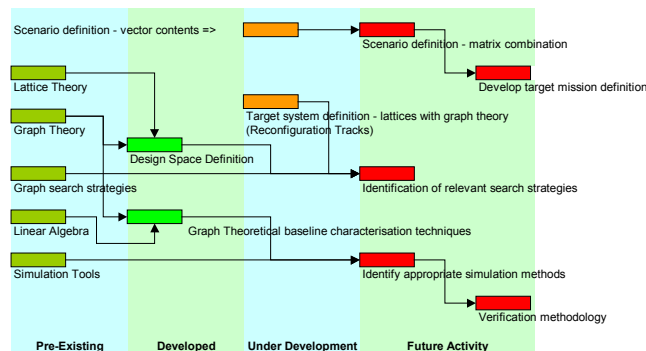 Scenario definition - vector contents =>
Scenario definition - matrix combination
Lattice Theory
Develop target mission definition
Graph Theory
Target system definition - lattices with graph theory
(Reconfiguration Tracks)
Design Space Definition
Graph search strategies
Identification of relevant search strategies
Linear Algebra
Graph Theoretical baseline characterisation techniques
Simulation Tools
Identify appropriate simulation methods
Verification methodology
Pre-Existing
Developed
Under Development
Future Activity